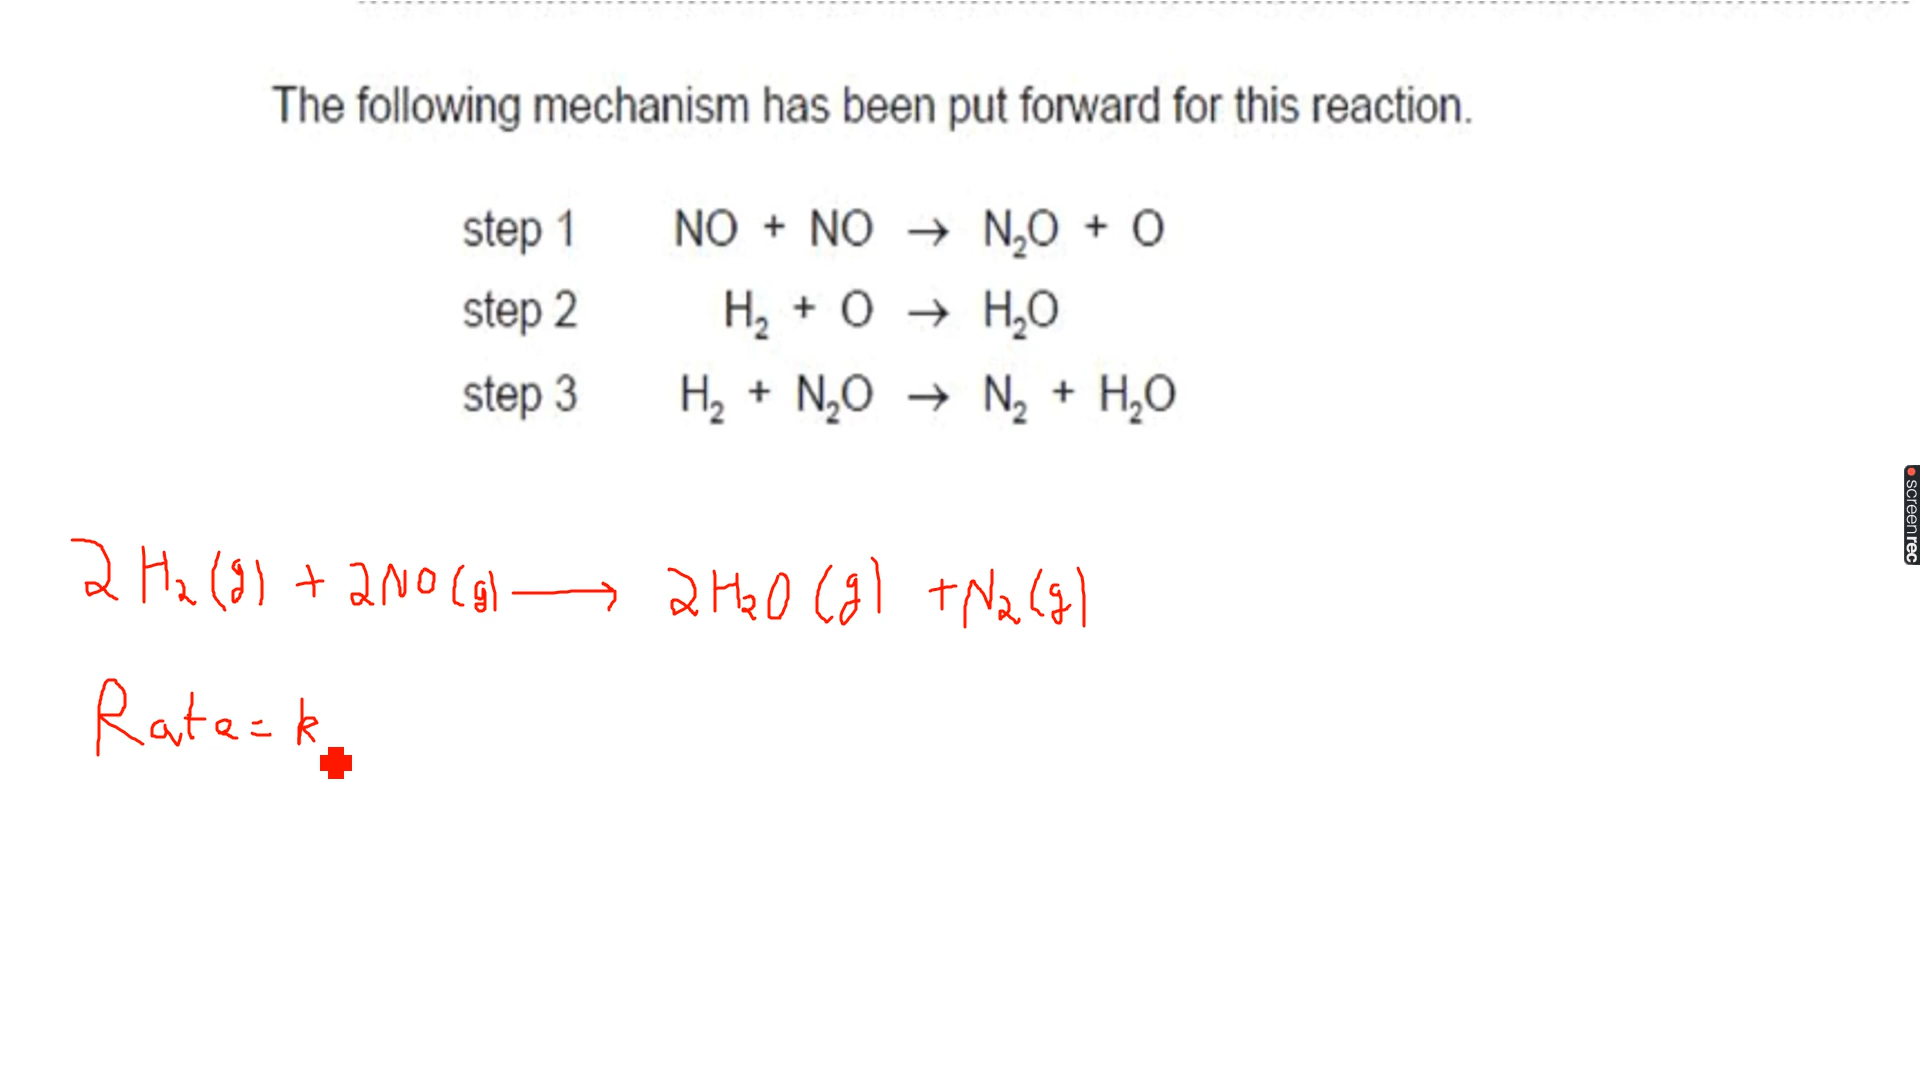 The following mechanism has been put forward for this reaction.
step 1 NO + NO → N₂O + O
step 2 H₂ + O → H₂O
step 3 H₂ + N₂O → N₂ + H₂O
screenrec
2H₂(g) + 2NO(g) → 2H₂O(g) + N₂(g)
Rate = k